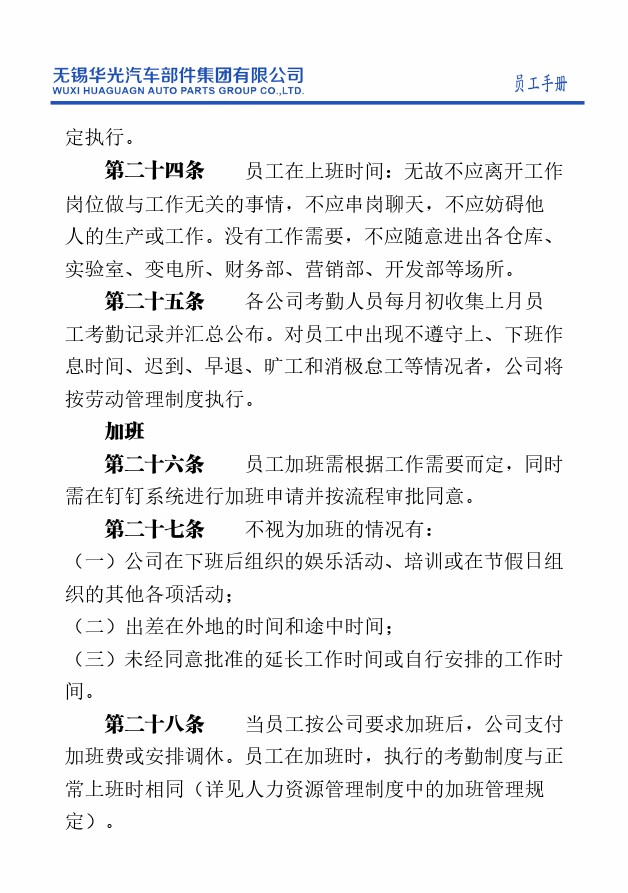 无锡华光汽车部件集团有限公司
WUXI HUAGUAGN AUTO PARTS GROUP CO.,LTD.
员工手册
定执行。
第二十四条 员工在上班时间：无故不应离开工作
岗位做与工作无关的事情，不应串岗聊天，不应妨碍他
人的生产或工作。没有工作需要，不应随意进出各仓库、
实验室、变电所、财务部、营销部、开发部等场所。
第二十五条 各公司考勤人员每月初收集上月员
工考勤记录并汇总公布。对员工中出现不遵守上、下班作
息时间、迟到、早退、旷工和消极怠工等情况者，公司将
按劳动管理制度执行。
加班
第二十六条 员工加班需根据工作需要而定，同时
需在钉钉系统进行加班申请并按流程审批同意。
第二十七条 不视为加班的情况有：
（一）公司在下班后组织的娱乐活动、培训或在节假日组
织的其他各项活动；
（二）出差在外地的时间和途中时间；
（三）未经同意批准的延长工作时间或自行安排的工作时
间。
第二十八条 当员工按公司要求加班后，公司支付
加班费或安排调休。员工在加班时，执行的考勤制度与正
常上班时相同（详见人力资源管理制度中的加班管理规
定）。